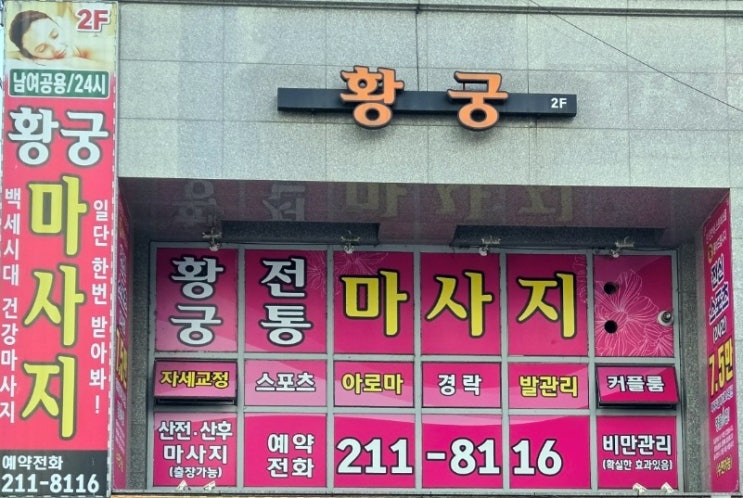 2F
남여공용/24시
황궁
마사지
백세시대 건강마사지
일단 한번 받아봐!
예약전화
211-8116
황궁 2F
황궁 전통 마사지
자세교정 스포츠 아로마 경락 발관리 커플룸
산전·산후
마사지
(출장가능)
예약
전화
211-8116
비만관리
(확실한 효과있음)
7.5만